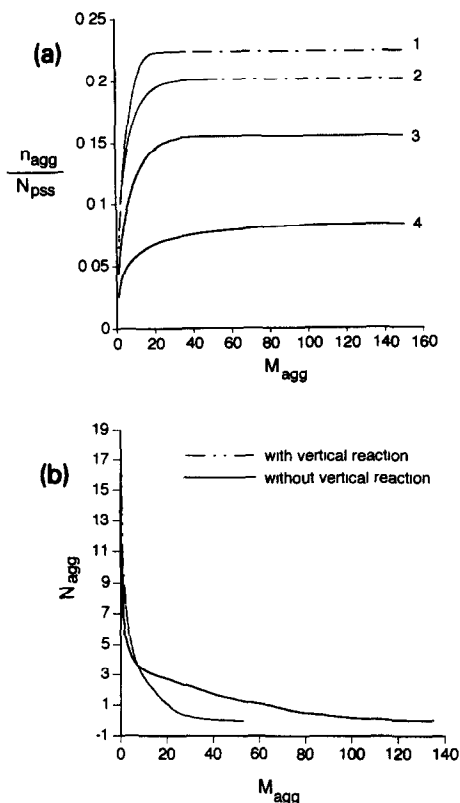 (a)
n_agg
N_pss
0 25
0 2
0 15
0 1
0 05
0
0 20 40 60 80 100 120 140 160
M_agg
1
2
3
4
(b)
N_agg
19
17
15
13
11
9
7
5
3
1
-1
with vertical reaction
without vertical reaction
0 20 40 60 80 100 120 140
M_agg